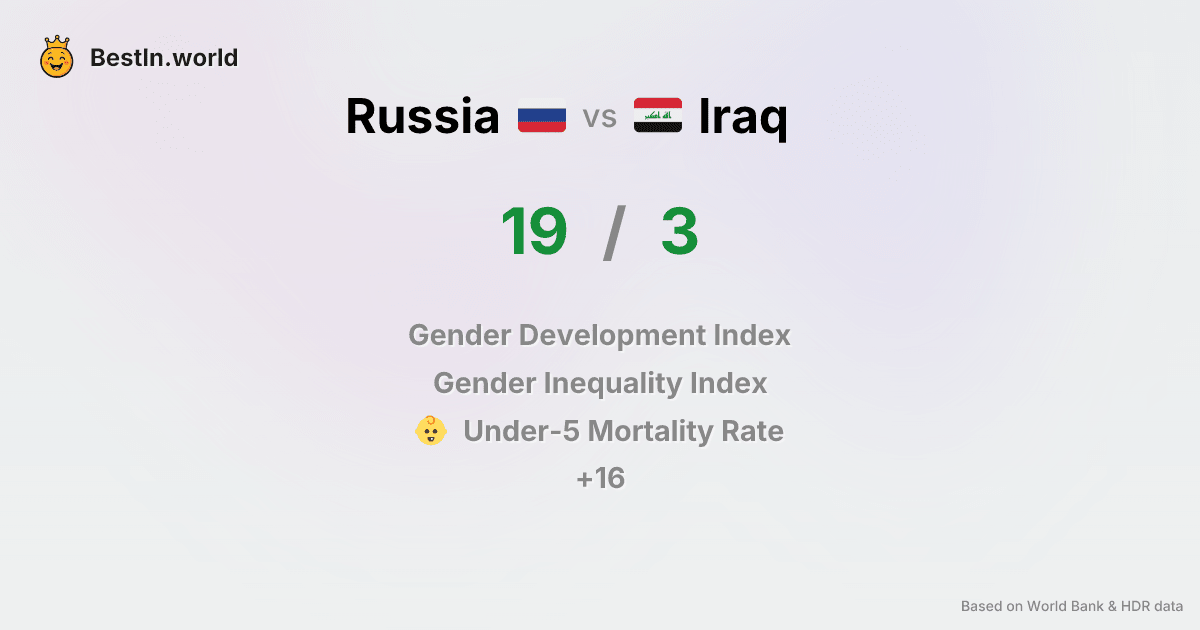 BestIn.world
Russia vs Iraq
19 / 3
Gender Development Index
Gender Inequality Index
Under-5 Mortality Rate
+16
Based on World Bank & HDR data